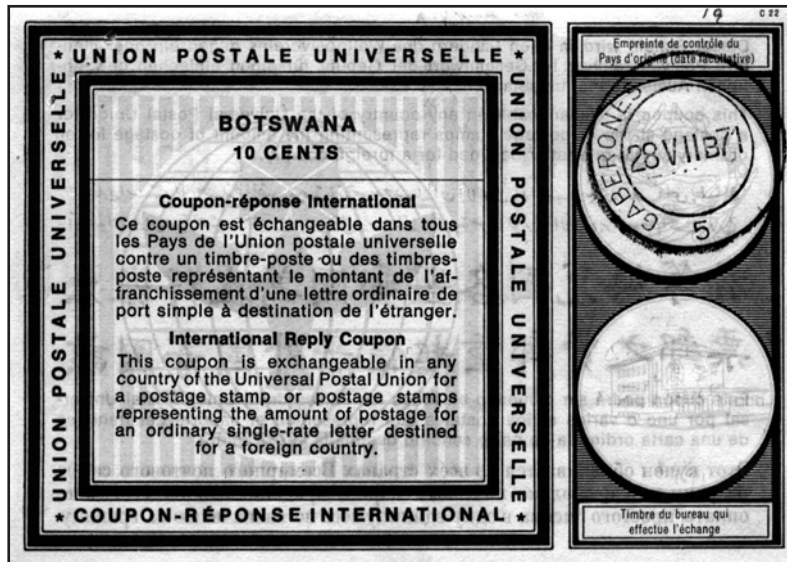 19
C 22
★ UNION POSTALE UNIVERSELLE ★
UNION POSTALE UNIVERSELLE
UNION POSTALE UNIVERSELLE
BOTSWANA
10 CENTS
Coupon-réponse International
Ce coupon est échangeable dans tous
les Pays de l'Union postale universelle
contre un timbre-poste ou des timbres-
poste représentant le montant de l'af-
franchissement d'une lettre ordinaire de
port simple à destination de l'étranger.
International Reply Coupon
This coupon is exchangeable in any
country of the Universal Postal Union for
a postage stamp or postage stamps
representing the amount of postage for
an ordinary single-rate letter destined
for a foreign country.
★ COUPON-RÉPONSE INTERNATIONAL ★
Empreinte de contrôle du
Pays d'origine (date facultative)
GABERONES
28 VII B71
5
Timbre du bureau qui
effectue l'échange